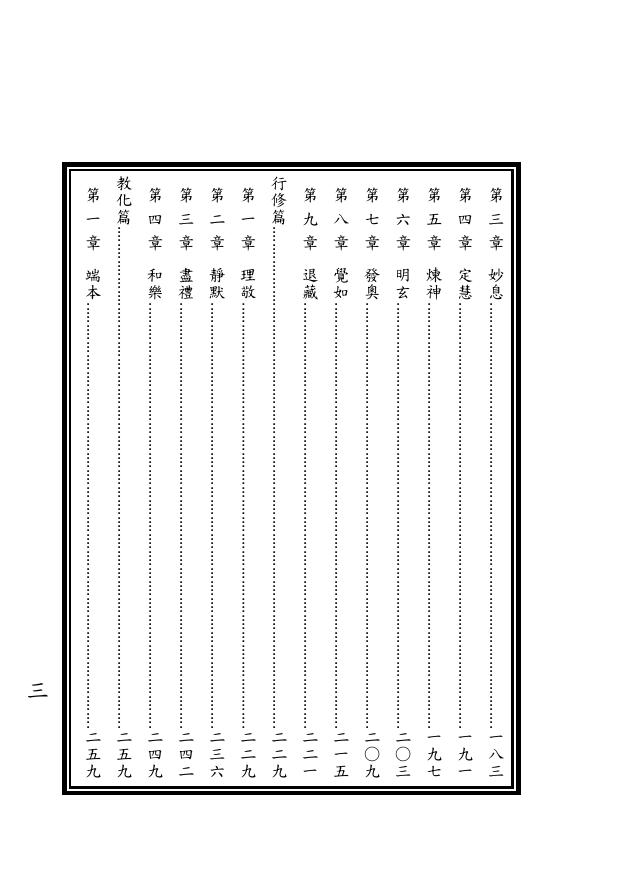 第三章 妙息……一八三
第四章 定慧……一九一
第五章 煉神……一九七
第六章 明玄……二〇三
第七章 發奧……二〇九
第八章 覺如……二一五
第九章 退藏……二二一
行修篇……二二九
第一章 理敬……二二九
第二章 靜默……二三六
第三章 盡禮……二四二
第四章 和樂……二四九
教化篇……二五九
第一章 端本……二五九
三